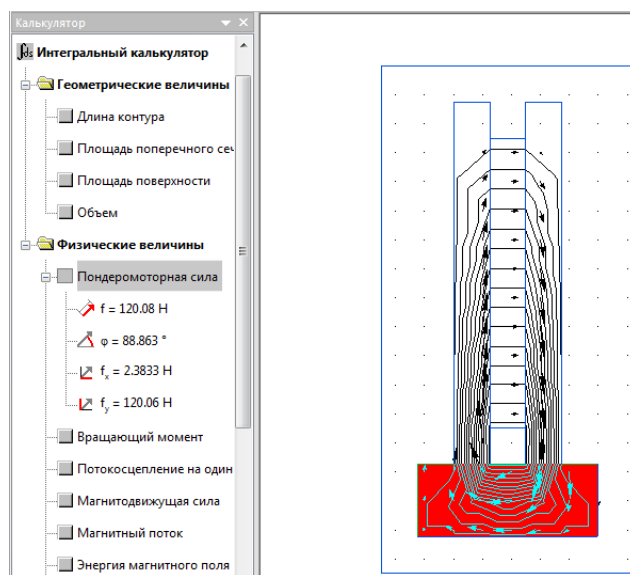 Калькулятор
Интегральный калькулятор
Геометрические величины
Длина контура
Площадь поперечного сеч
Площадь поверхности
Объем
Физические величины
Пондеромоторная сила
f = 120.08 Н
φ = 88.863 °
fx = 2.3833 Н
fy = 120.06 Н
Вращающий момент
Потокосцепление на один
Магнитодвижущая сила
Магнитный поток
Энергия магнитного поля